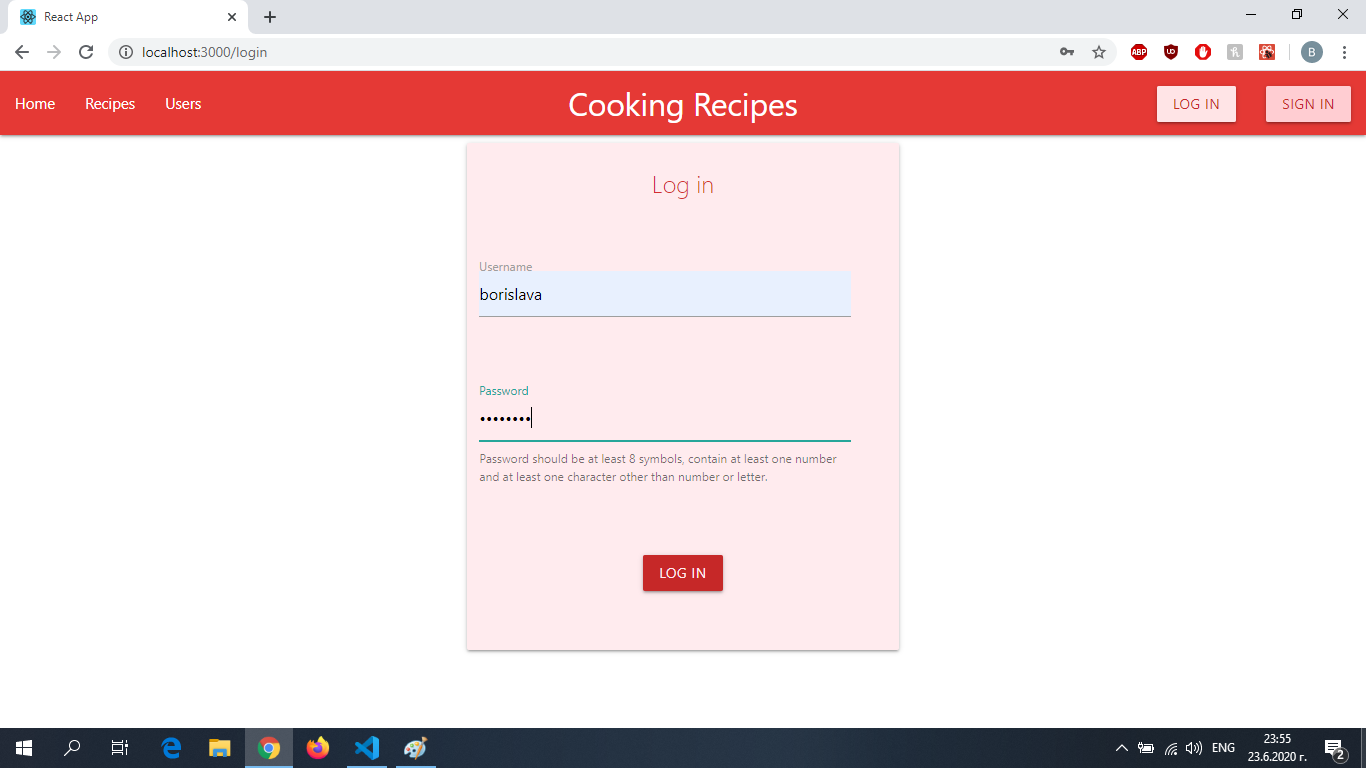 React App
localhost:3000/login
ABP
UD
B
Home
Recipes
Users
Cooking Recipes
LOG IN
SIGN IN
Log in
Username
borislava
Password
••••••••
Password should be at least 8 symbols, contain at least one number
and at least one character other than number or letter.
LOG IN
ENG
23:55
23.6.2020 г.
2